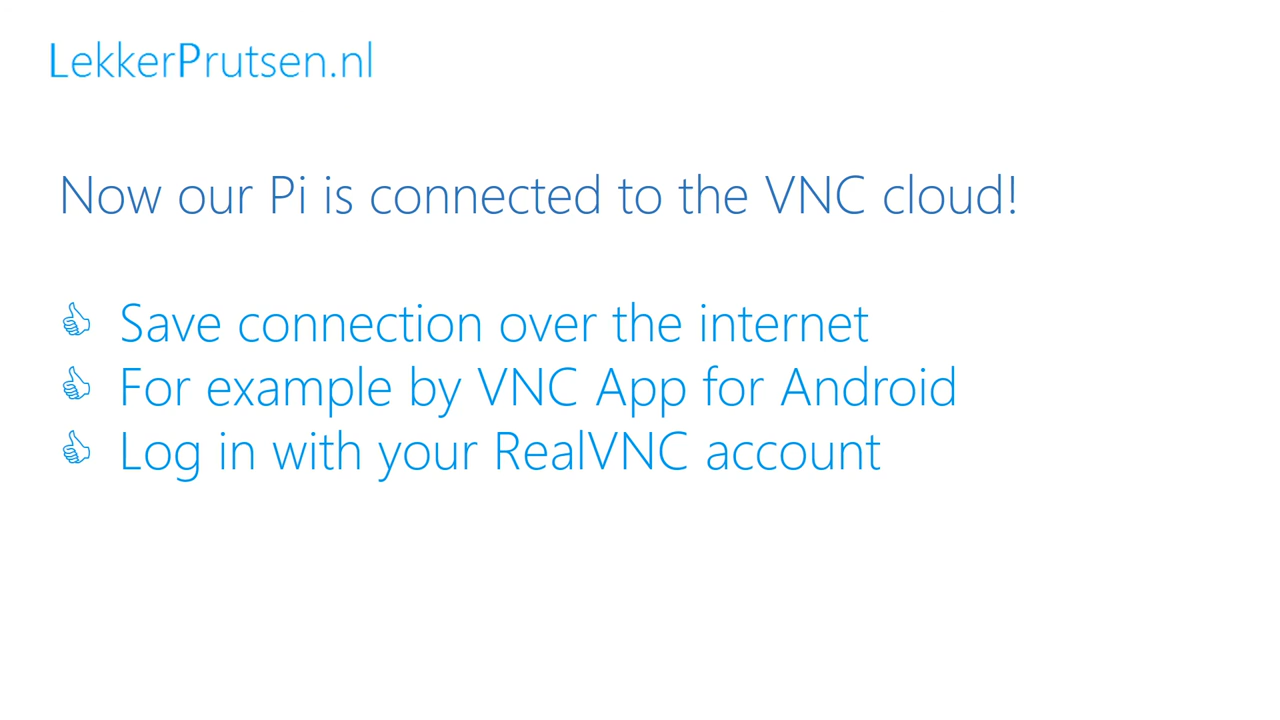 LekkerPrutsen.nl
Now our Pi is connected to the VNC cloud!
Save connection over the internet
For example by VNC App for Android
Log in with your RealVNC account